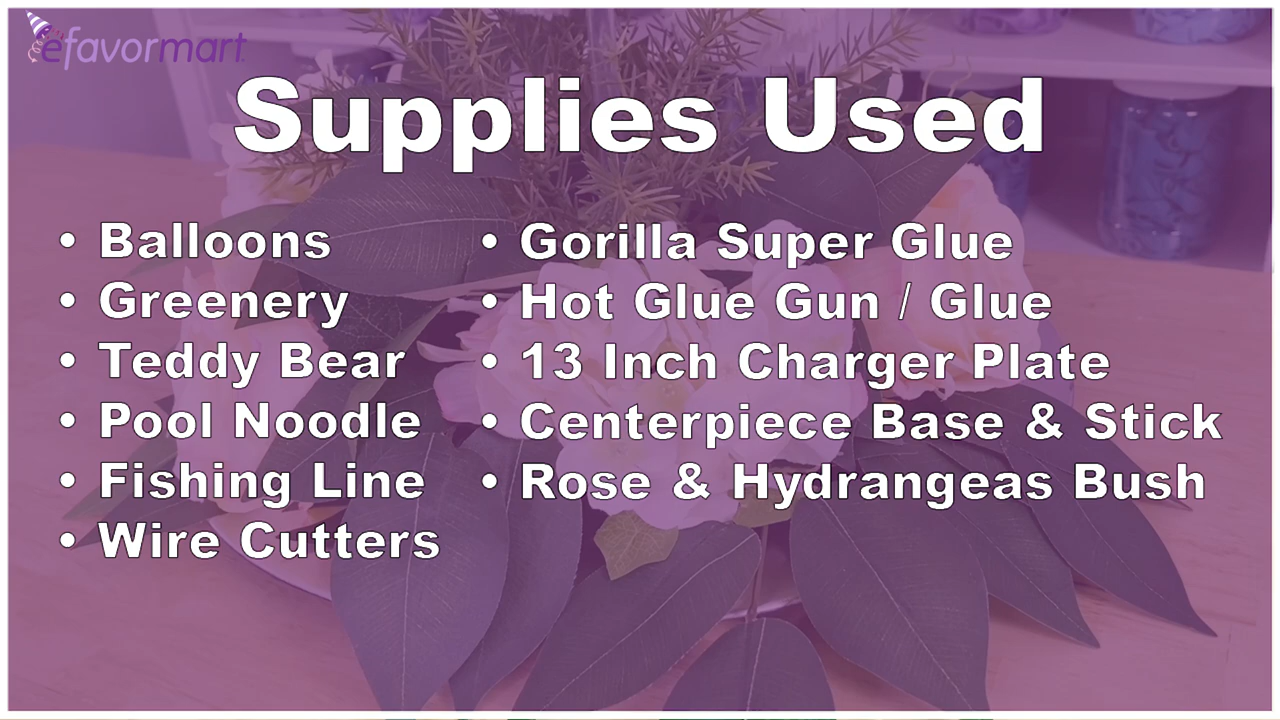 efavormart
Supplies Used
• Balloons
• Greenery
• Teddy Bear
• Pool Noodle
• Fishing Line
• Wire Cutters
• Gorilla Super Glue
• Hot Glue Gun / Glue
• 13 Inch Charger Plate
• Centerpiece Base & Stick
• Rose & Hydrangeas Bush